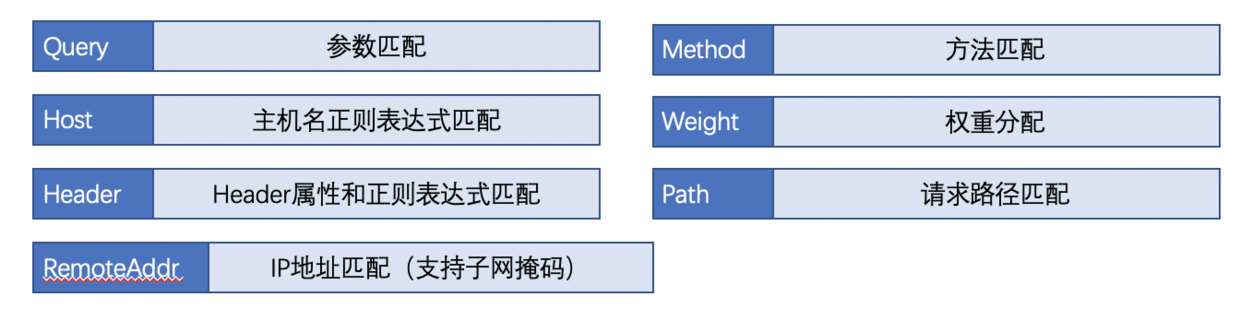 Query 参数匹配
Method 方法匹配
Host 主机名正则表达式匹配
Weight 权重分配
Header Header属性和正则表达式匹配
Path 请求路径匹配
RemoteAddr IP地址匹配（支持子网掩码）